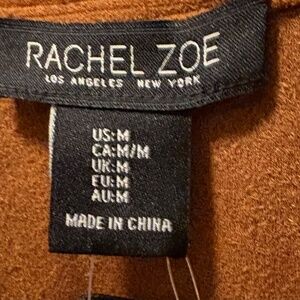 RACHEL ZOE
LOS ANGELES NEW YORK
US:M
CA:M/M
UK:M
EU:M
AU:M
MADE IN CHINA